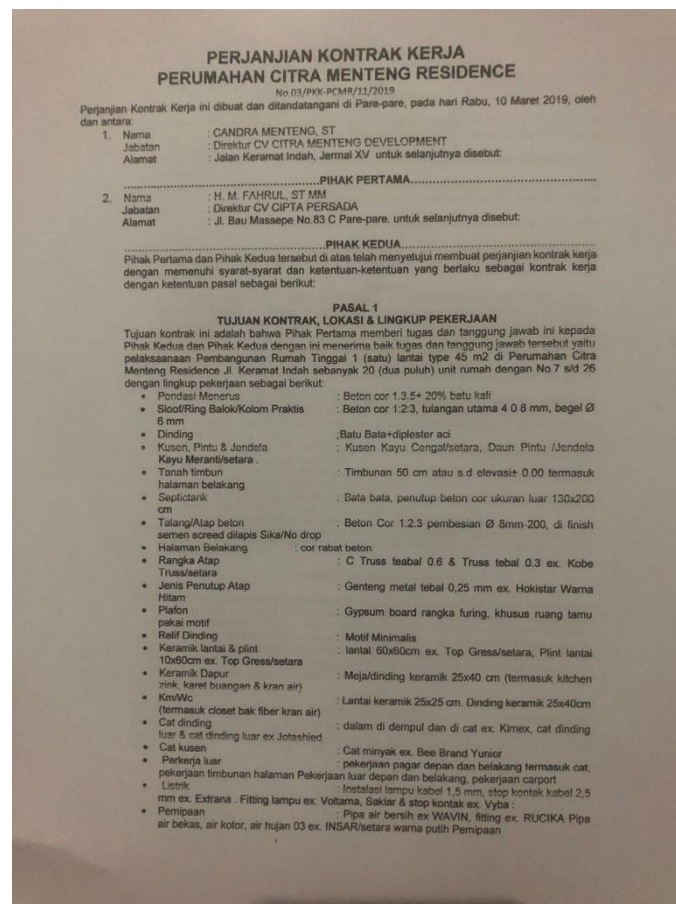 PERJANJIAN KONTRAK KERJA
PERUMAHAN CITRA MENTENG RESIDENCE
No.03/PKK-PCMR/11/2019
Perjanjian Kontrak Kerja ini dibuat dan ditandatangani di Pare-pare, pada hari Rabu, 10 Maret 2019, oleh
dan antara:
1. Nama : CANDRA MENTENG, ST
Jabatan : Direktur CV CITRA MENTENG DEVELOPMENT
Alamat : Jalan Keramat Indah, Jermal XV untuk selanjutnya disebut:
..........PIHAK PERTAMA..........
2. Nama : H. M. FAHRUL, ST MM
Jabatan : Direktur CV CIPTA PERSADA
Alamat : Jl. Bau Massepe No.83 C Pare-pare. untuk selanjutnya disebut:
..........PIHAK KEDUA..........
Pihak Pertama dan Pihak Kedua tersebut di atas telah menyetujui membuat perjanjian kontrak kerja
dengan memenuhi syarat-syarat dan ketentuan-ketentuan yang berlaku sebagai kontrak kerja
dengan ketentuan pasal sebagai berikut:
PASAL 1
TUJUAN KONTRAK, LOKASI & LINGKUP PEKERJAAN
Tujuan kontrak ini adalah bahwa Pihak Pertama memberi tugas dan tanggung jawab ini kepada
Pihak Kedua dan Pihak Kedua dengan ini menerima baik tugas dan tanggung jawab tersebut yaitu
pelaksaanaan Pembangunan Rumah Tinggal 1 (satu) lantai type 45 m2 di Perumahan Citra
Menteng Residence Jl. Keramat Indah sebanyak 20 (dua puluh) unit rumah dengan No.7 s/d 26
dengan lingkup pekerjaan sebagai berikut:
• Pondasi Menerus : Beton cor 1.3.5+ 20% batu kali
• Sloof/Ring Balok/Kolom Praktis : Beton cor 1:2:3, tulangan utama 4 0 8 mm, begel Ø
6 mm
• Dinding ;Batu Bata+diplester aci
• Kusen, Pintu & Jendela : Kusen Kayu Cengal/setara, Daun Pintu /Jendela
Kayu Meranti/setara .
• Tanah timbun : Timbunan 50 cm atau s.d elevasi± 0.00 termasuk
halaman belakang
• Septictank : Bata bata, penutup beton cor ukuran luar 130x200
cm
• Talang/Atap beton : Beton Cor 1.2.3 pembesian Ø 8mm-200, di finish
semen screed dilapis Sika/No drop
• Halaman Belakang : cor rabat beton
• Rangka Atap : C Truss teabal 0.6 & Truss tebal 0.3 ex. Kobe
Truss/setara
• Jenis Penutup Atap : Genteng metal tebal 0,25 mm ex. Hokistar Warna
Hitam
• Plafon : Gypsum board rangka furing, khusus ruang tamu
pakai motif
• Relif Dinding : Motif Minimalis
• Keramik lantai & plint : lantal 60x60cm ex. Top Gress/setara, Plint lantai
10x60cm ex. Top Gress/setara
• Keramik Dapur : Meja/dinding keramik 25x40 cm (termasuk kitchen
zink, karet buangan & kran air)
• Km/Wc : Lantai keramik 25x25 cm. Dinding keramik 25x40cm
(termasuk closet bak fiber kran air)
• Cat dinding : dalam di dempul dan di cat ex. Kimex, cat dinding
luar & cat dinding luar ex Jotashied
• Cat kusen : Cat minyak ex. Bee Brand Yunior
• Perkerja luar : pekerjaan pagar depan dan belakang termasuk cat,
pekerjaan timbunan halaman Pekerjaan luar depan dan belakang, pekerjaan carport
• Listrik : Instalasi lampu kabel 1,5 mm, stop kontak kabel 2,5
mm ex. Extrana . Fitting lampu ex. Voltama, Saklar & stop kontak ex. Vyba :
• Pemipaan : Pipa air bersih ex WAVIN, fitting ex. RUCIKA Pipa
air bekas, air kotor, air hujan 03 ex. INSAR/setara warna putih Pemipaan